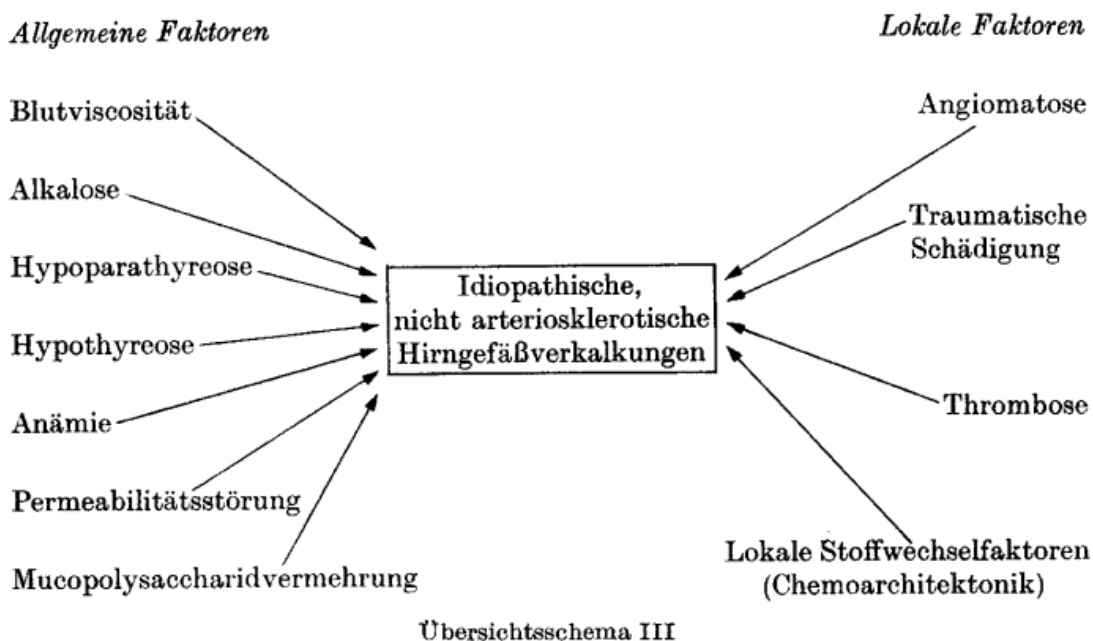 Allgemeine Faktoren
Lokale Faktoren
Blutviscosität
Alkalose
Hypoparathyreose
Hypothyreose
Anämie
Permeabilitätsstörung
Mucopolysaccharidvermehrung
Idiopathische,
nicht arteriosklerotische
Hirngefäßverkalkungen
Angiomatose
Traumatische
Schädigung
Thrombose
Lokale Stoffwechselfaktoren
(Chemoarchitektonik)
Übersichtsschema III